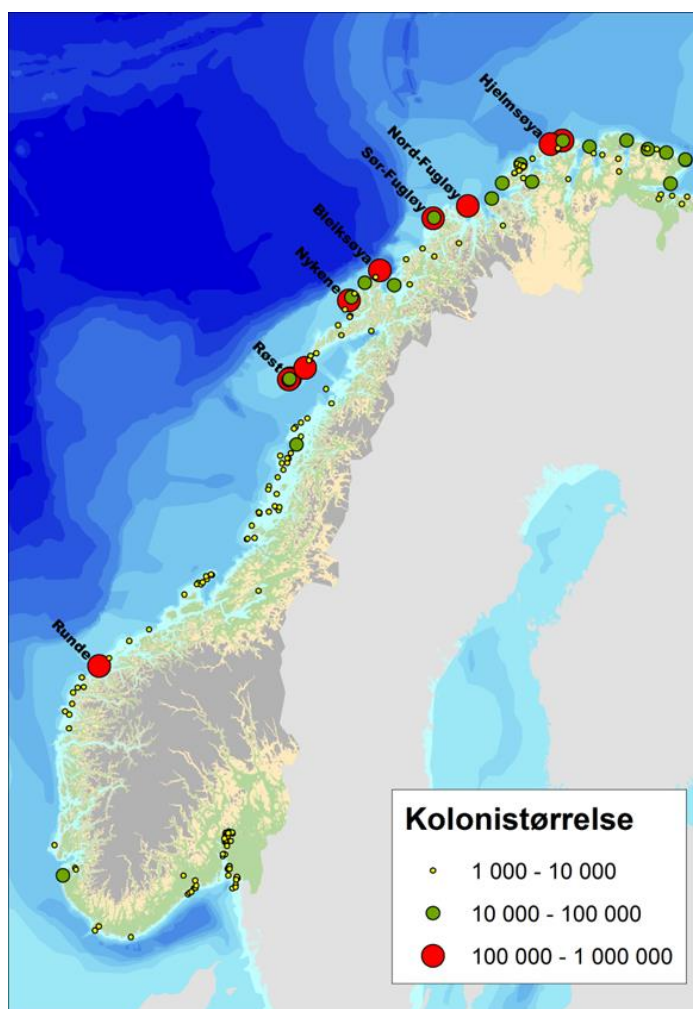 Hjelmsøya
Nord-Fugløy
Sør-Fugløy
Bleiksøya
Nykene
Røst
Runde
Kolonistørrelse
1 000 - 10 000
10 000 - 100 000
100 000 - 1 000 000